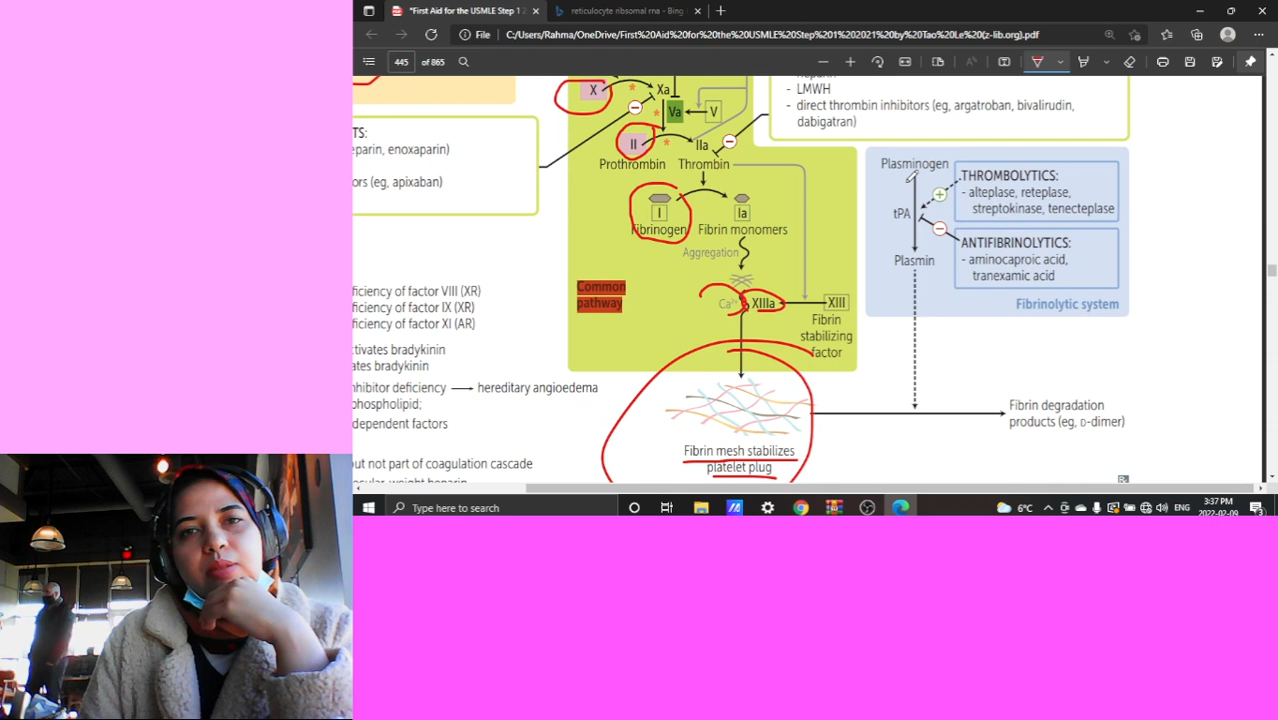 *First Aid for the USMLE Step 1 2
reticulocyte ribsomal rna - Bing
File
C:/Users/Rahma/OneDrive/First%20Aid%20for%20the%20USMLE%20Step%201%202021%20by%20Tao%20Le%20(z-lib.org).pdf
445 of 865
TS:
eparin, enoxaparin)
ors (eg, apixaban)
X
Xa
Va
V
II
IIa
Prothrombin
Thrombin
I
Ia
Fibrinogen
Fibrin monomers
Aggregation
Common
pathway
Ca²⁺
XIIIa
XIII
Fibrin
stabilizing
factor
- LMWH
- direct thrombin inhibitors (eg, argatroban, bivalirudin,
dabigatran)
Plasminogen
tPA
Plasmin
THROMBOLYTICS:
- alteplase, reteplase,
streptokinase, tenecteplase
ANTIFIBRINOLYTICS:
- aminocaproic acid,
tranexamic acid
Fibrinolytic system
ficiency of factor VIII (XR)
ficiency of factor IX (XR)
ficiency of factor XI (AR)
ctivates bradykinin
ates bradykinin
nhibitor deficiency → hereditary angioedema
phospholipid;
dependent factors
Fibrin mesh stabilizes
platelet plug
Fibrin degradation
products (eg, D-dimer)
but not part of coagulation cascade
Type here to search
6°C
ENG
3:37 PM
2022-02-09